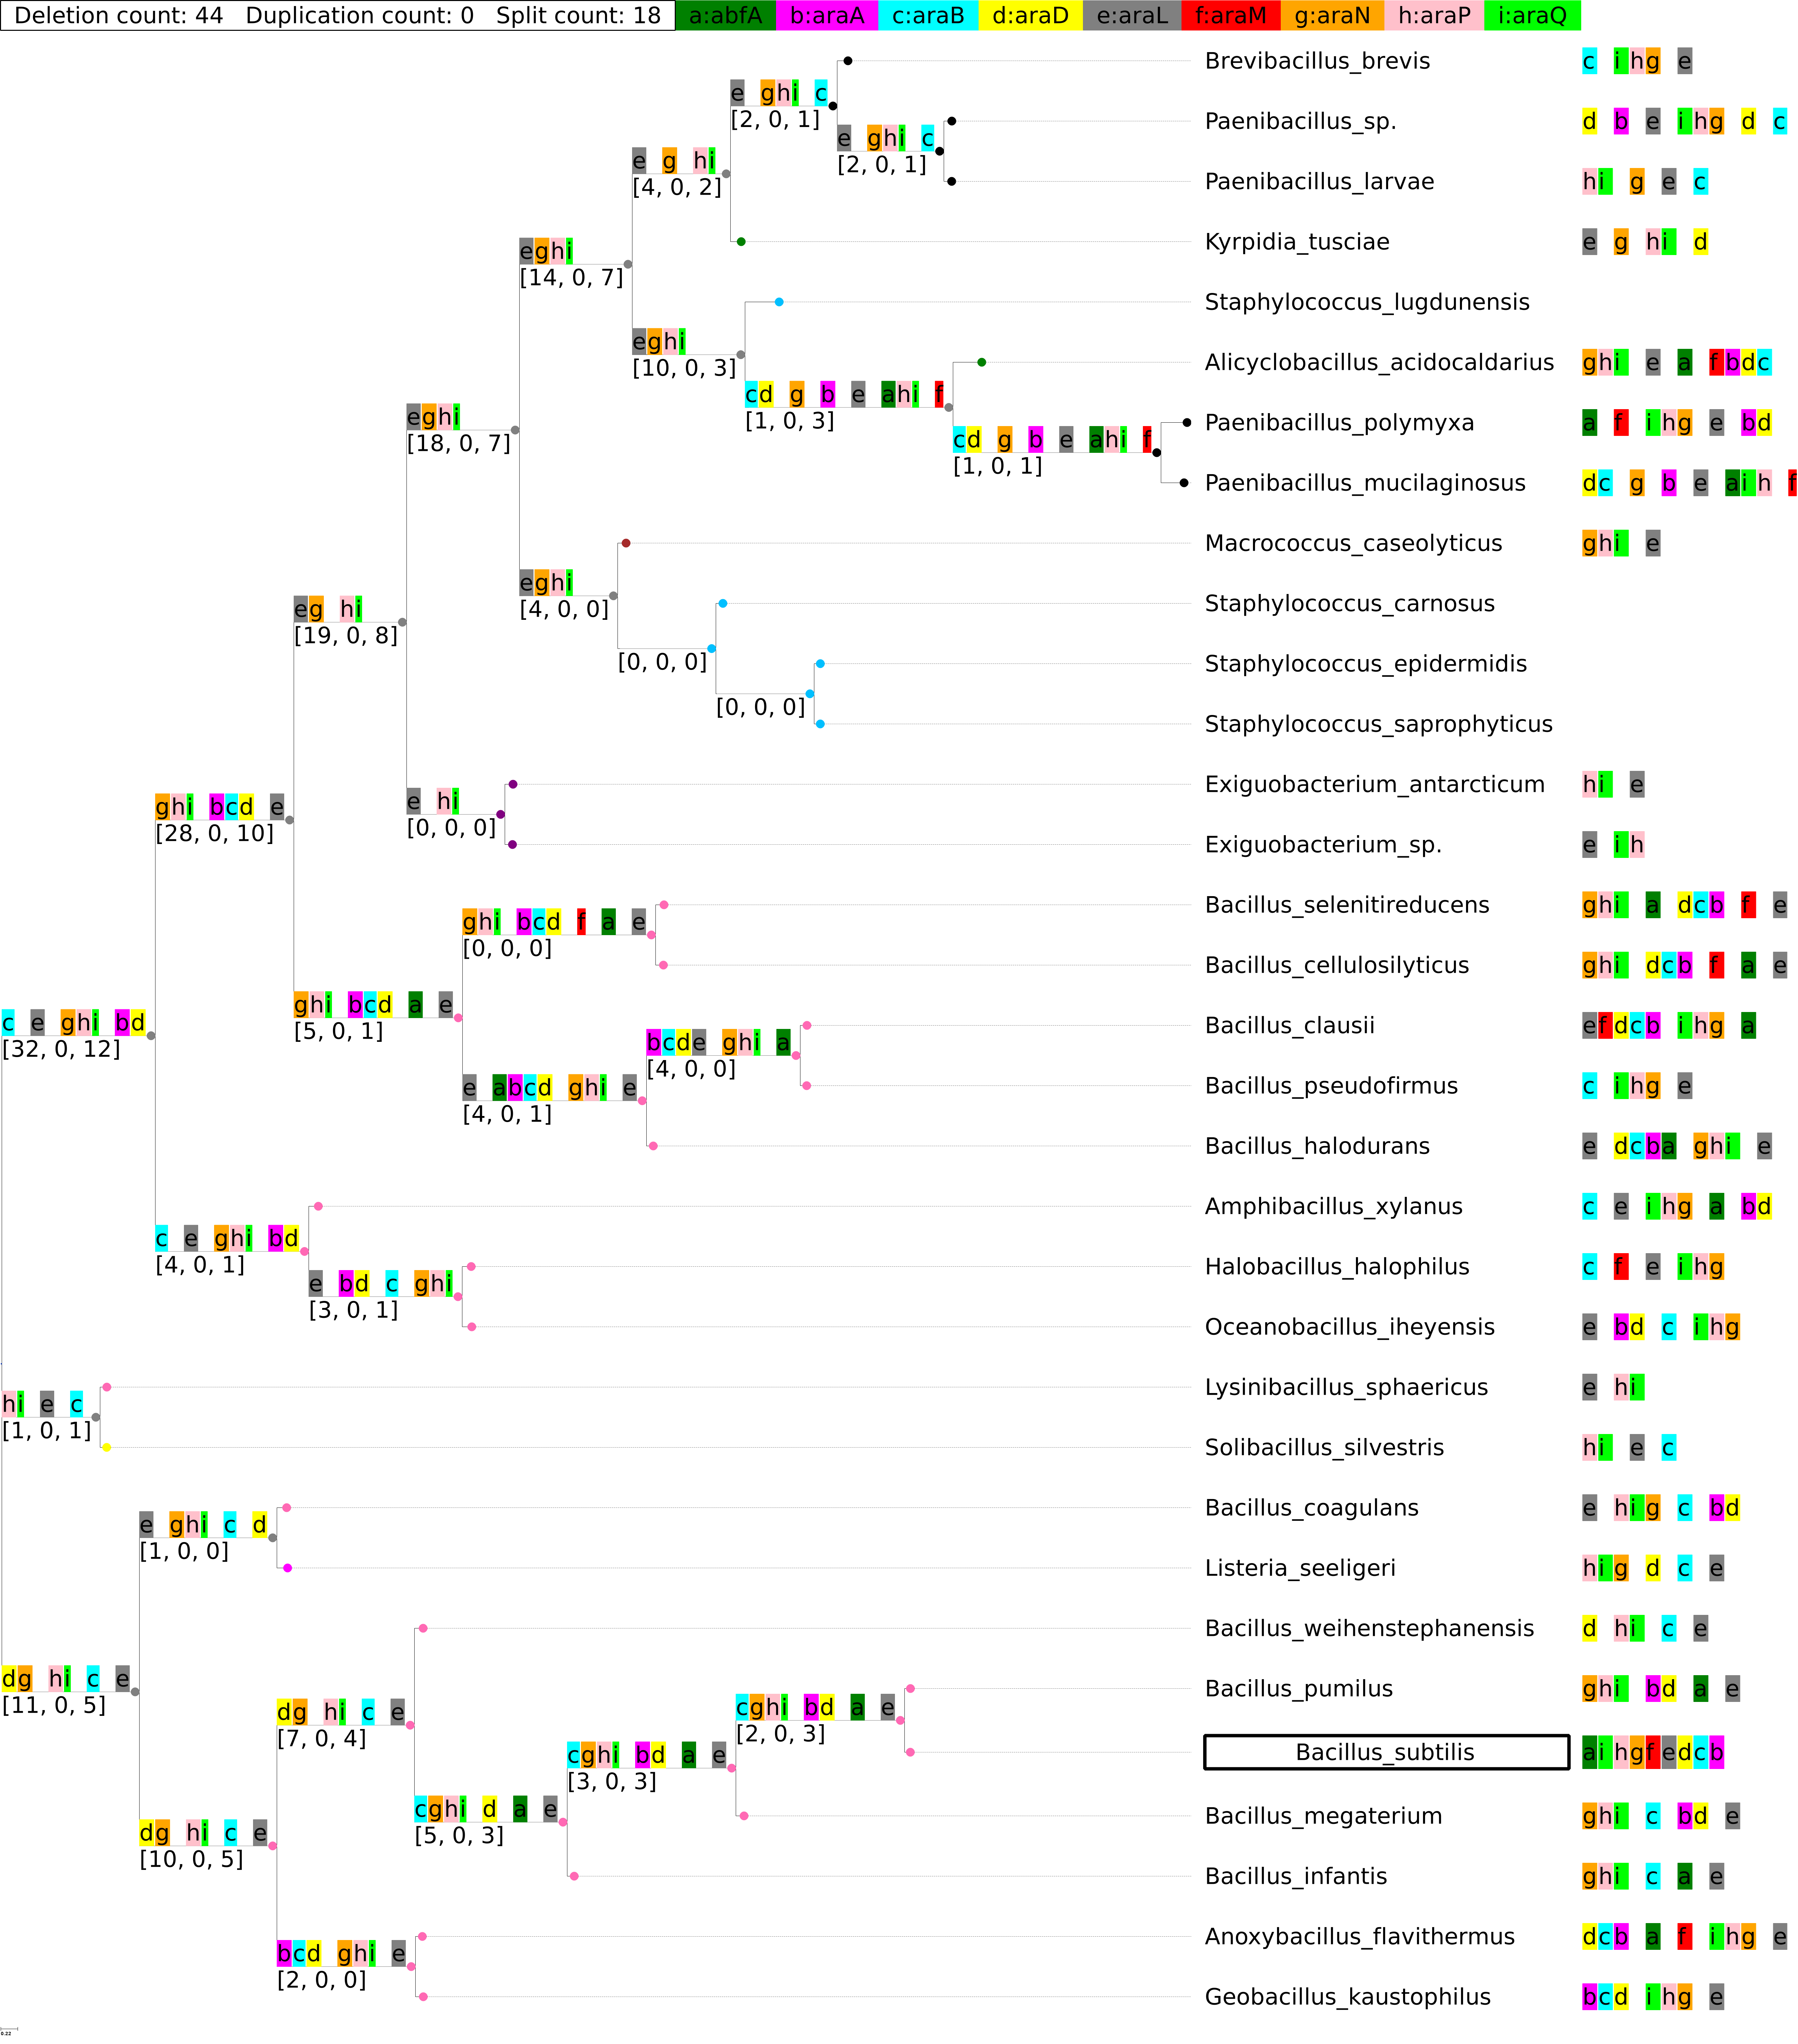 Deletion count: 44 Duplication count: 0 Split count: 18 a:abfA b:araA c:araB d:araD e:araL f:araM g:araN h:araP i:araQ
Brevibacillus_brevis c ihg e
e ghi c
[2, 0, 1]
Paenibacillus_sp. d b e ihg d c
e ghi c
[2, 0, 1]
e g hi
[4, 0, 2]
Paenibacillus_larvae hi g e c
Kyrpidia_tusciae e g hi d
eghi
[14, 0, 7]
Staphylococcus_lugdunensis
eghi
[10, 0, 3]
Alicyclobacillus_acidocaldarius ghi e a fbdc
cd g b e ahi f
[1, 0, 3]
eghi
[18, 0, 7]
Paenibacillus_polymyxa a f ihg e bd
cd g b e ahi f
[1, 0, 1]
Paenibacillus_mucilaginosus dc g b e aih f
Macrococcus_caseolyticus ghi e
eghi
[4, 0, 0]
Staphylococcus_carnosus
eg hi
[19, 0, 8]
[0, 0, 0]
Staphylococcus_epidermidis
[0, 0, 0]
Staphylococcus_saprophyticus
Exiguobacterium_antarcticum hi e
e hi
[0, 0, 0]
ghi bcd e
[28, 0, 10]
Exiguobacterium_sp. e ih
Bacillus_selenitireducens ghi a dcb f e
ghi bcd f a e
[0, 0, 0]
Bacillus_cellulosilyticus ghi dcb f a e
ghi bcd a e
[5, 0, 1]
c e ghi bd
[32, 0, 12]
Bacillus_clausii efdcb ihg a
bcde ghi a
[4, 0, 0]
Bacillus_pseudofirmus c ihg e
e abcd ghi e
[4, 0, 1]
Bacillus_halodurans e dcba ghi e
Amphibacillus_xylanus c e ihg a bd
c e ghi bd
[4, 0, 1]
Halobacillus_halophilus c f e ihg
e bd c ghi
[3, 0, 1]
Oceanobacillus_iheyensis e bd c ihg
Lysinibacillus_sphaericus e hi
hi e c
[1, 0, 1]
Solibacillus_silvestris hi e c
Bacillus_coagulans e hig c bd
e ghi c d
[1, 0, 0]
Listeria_seeligeri hig d c e
Bacillus_weihenstephanensis d hi c e
dg hi c e
[11, 0, 5]
Bacillus_pumilus ghi bd a e
dg hi c e
[7, 0, 4]
cghi bd a e
[2, 0, 3]
Bacillus_subtilis aihgfedcb
cghi bd a e
[3, 0, 3]
Bacillus_megaterium ghi c bd e
cghi d a e
[5, 0, 3]
dg hi c e
[10, 0, 5]
Bacillus_infantis ghi c a e
Anoxybacillus_flavithermus dcb a f ihg e
bcd ghi e
[2, 0, 0]
Geobacillus_kaustophilus bcd ihg e
0.22